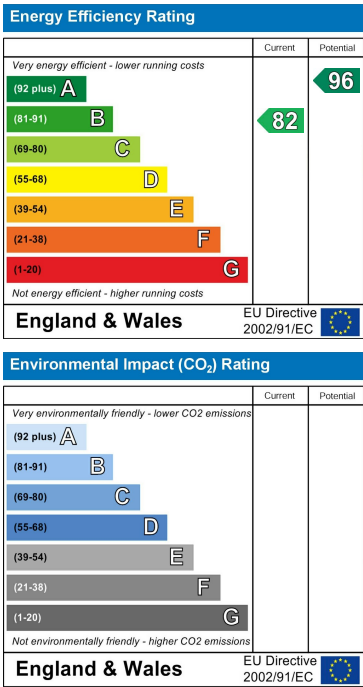 Energy Efficiency Rating
Current Potential
Very energy efficient - lower running costs
(92 plus) A
(81-91) B
(69-80) C
(55-68) D
(39-54) E
(21-38) F
(1-20) G
82
96
Not energy efficient - higher running costs
England & Wales
EU Directive
2002/91/EC
Environmental Impact (CO₂) Rating
Current Potential
Very environmentally friendly - lower CO2 emissions
(92 plus) A
(81-91) B
(69-80) C
(55-68) D
(39-54) E
(21-38) F
(1-20) G
Not environmentally friendly - higher CO2 emissions
England & Wales
EU Directive
2002/91/EC